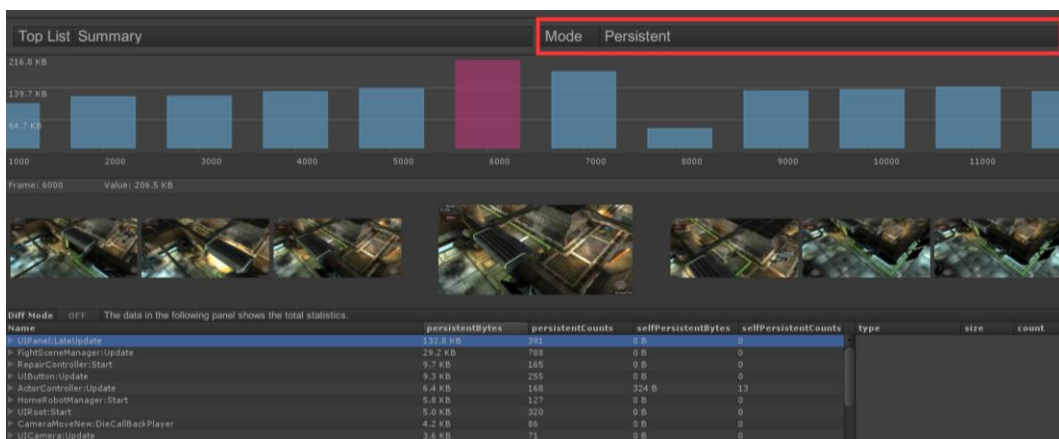 Top List Summary Mode Persistent
216.8 KB
139.7 KB
64.7 KB
1000 2000 3000 4000 5000 6000 7000 8000 9000 10000 11000
Frame: 6000 Value: 206.5 KB
Diff Mode OFF The data in the following panel shows the total statistics.
Name persistentBytes persistentCounts selfPersistentBytes selfPersistentCounts type size count
UIPanel:LateUpdate 132.8 KB 391 0 B 0
FightSceneManager:Update 29.2 KB 788 0 B 0
RepairController:Start 9.7 KB 165 0 B 0
UIButton:Update 9.3 KB 255 0 B 0
ActorController:Update 6.4 KB 168 324 B 13
HomeRobotManager:Start 5.8 KB 127 0 B 0
UIRoot:Start 5.0 KB 320 0 B 0
CameraMoveNew:DieCallBackPlayer 4.2 KB 86 0 B 0
UICamera:Update 3.6 KB 71 0 B 0